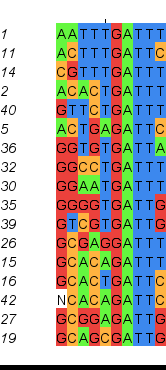 1 AATTTGATTT
11 ACTTTGATTC
14 CGTTTGATTT
2 ACACTGATTT
40 GTTCTGATTT
5 ACTGAGATTC
36 GGTGTGATTA
32 GGCCTGATTT
30 GGAATGATTT
35 GGGGTGATTG
39 GTCGTGATTG
26 GCGAGGATTT
15 GCACAGATTT
16 GCACTGATTC
42 NCACAGATTC
27 GCGGAGATTG
19 GCAGCGATTG